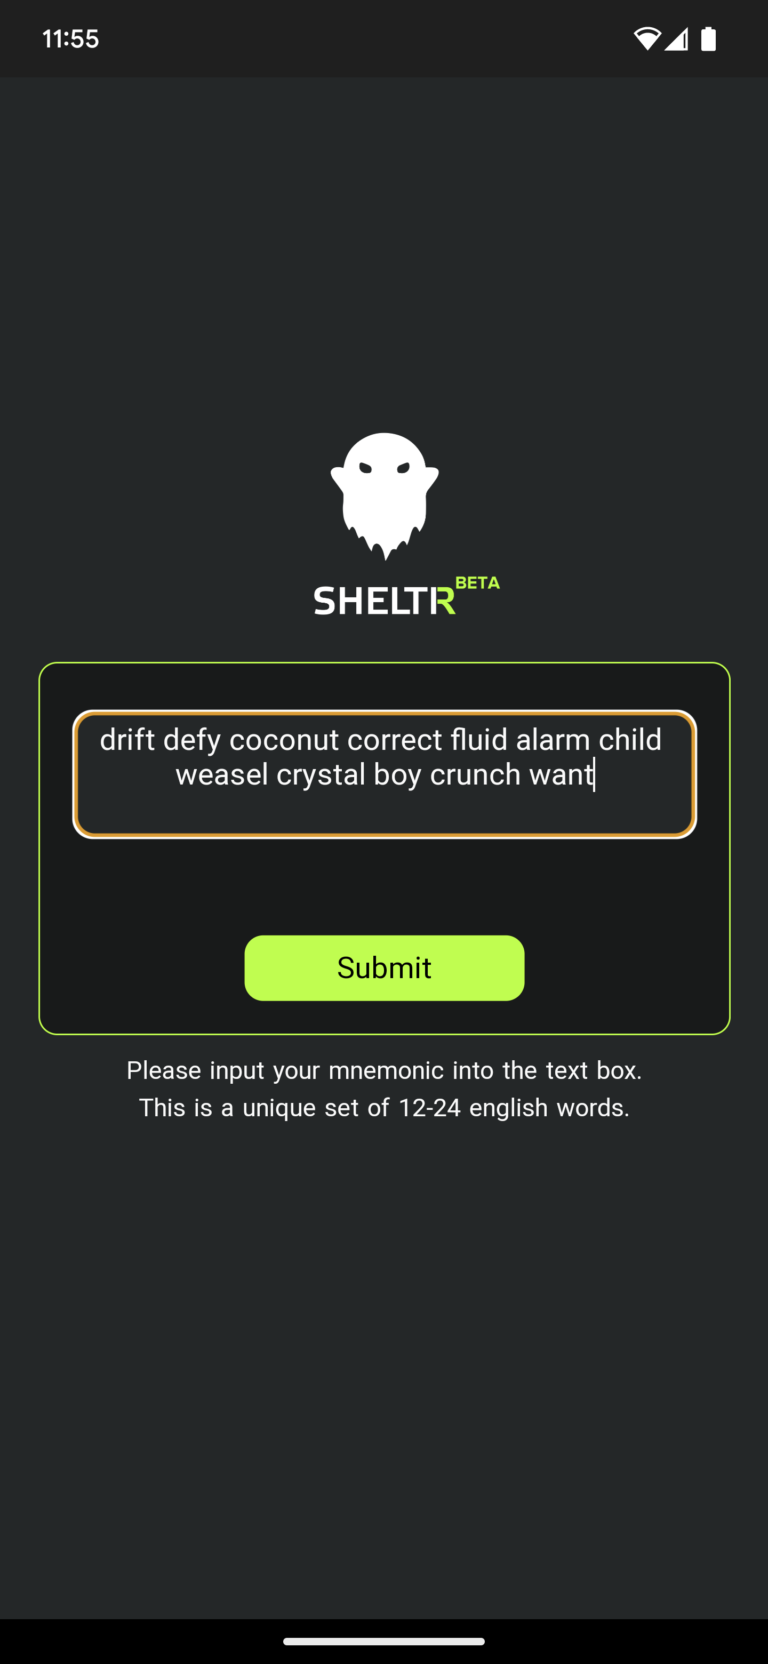 11:55
SHELTR BETA
drift defy coconut correct fluid alarm child
weasel crystal boy crunch want
Submit
Please input your mnemonic into the text box.
This is a unique set of 12-24 english words.